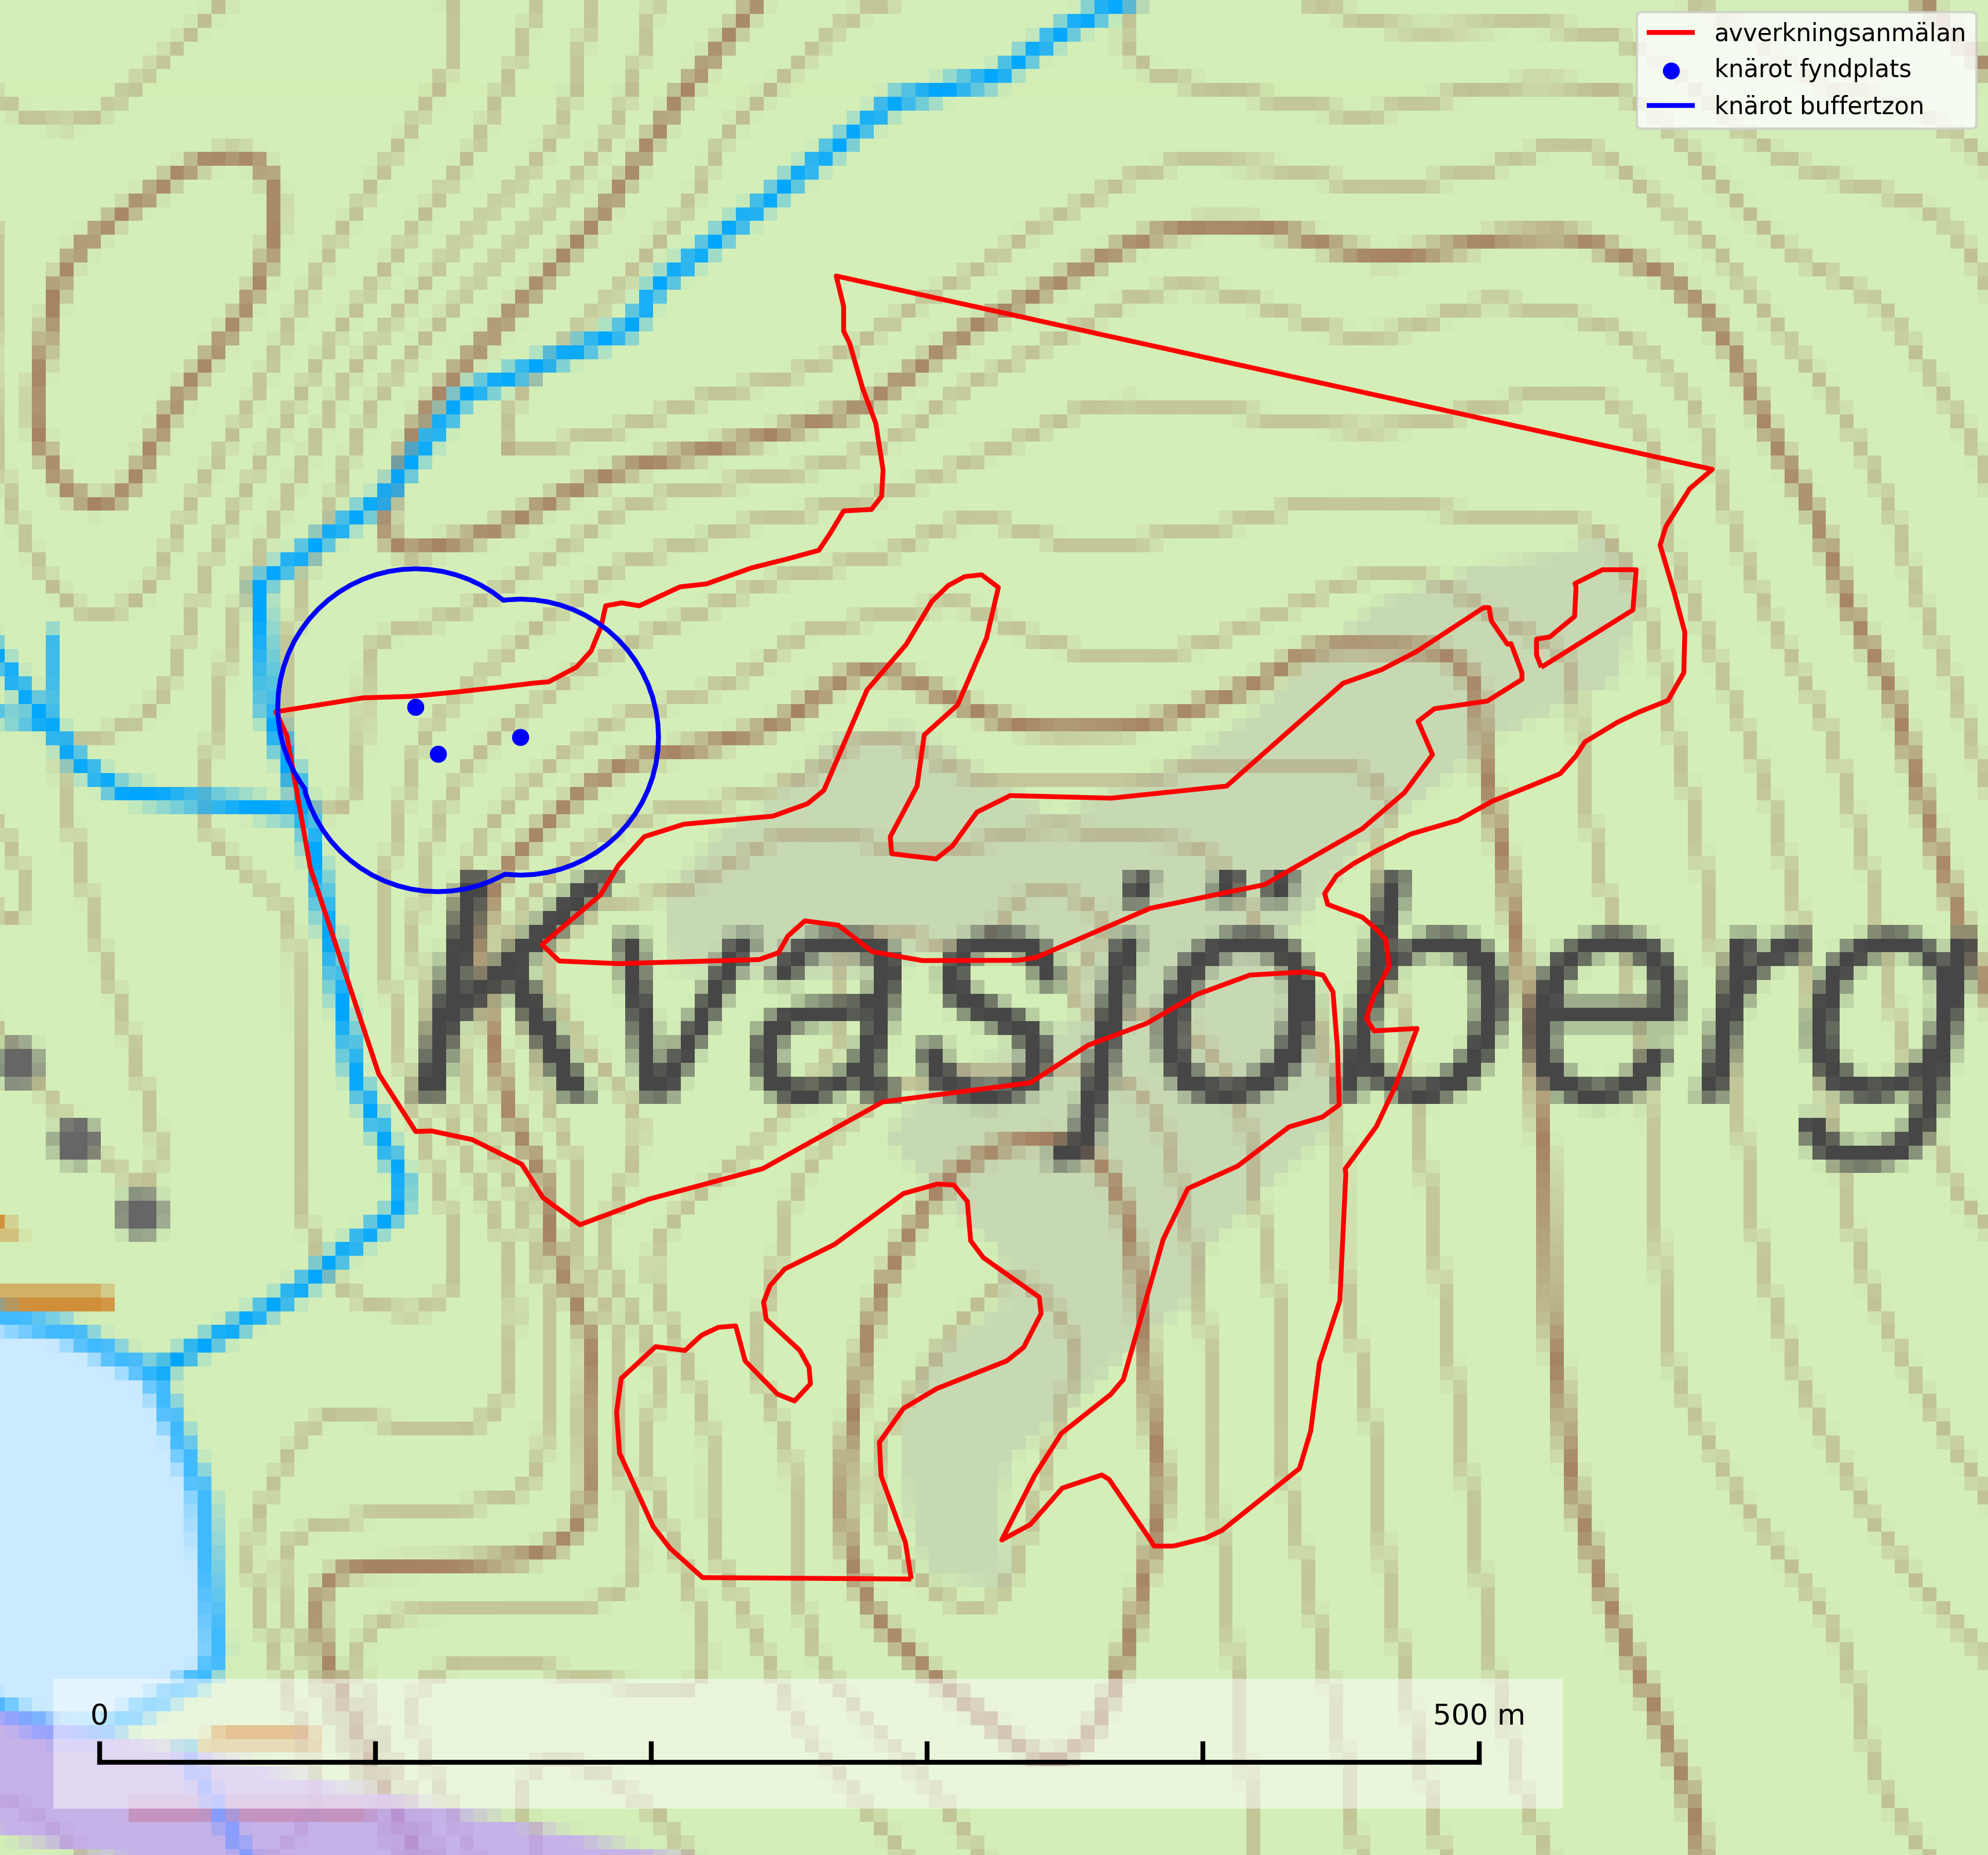 avverkningsanmälan
knärot fyndplats
knärot buffertzon
Kvasjöberg
0 500 m